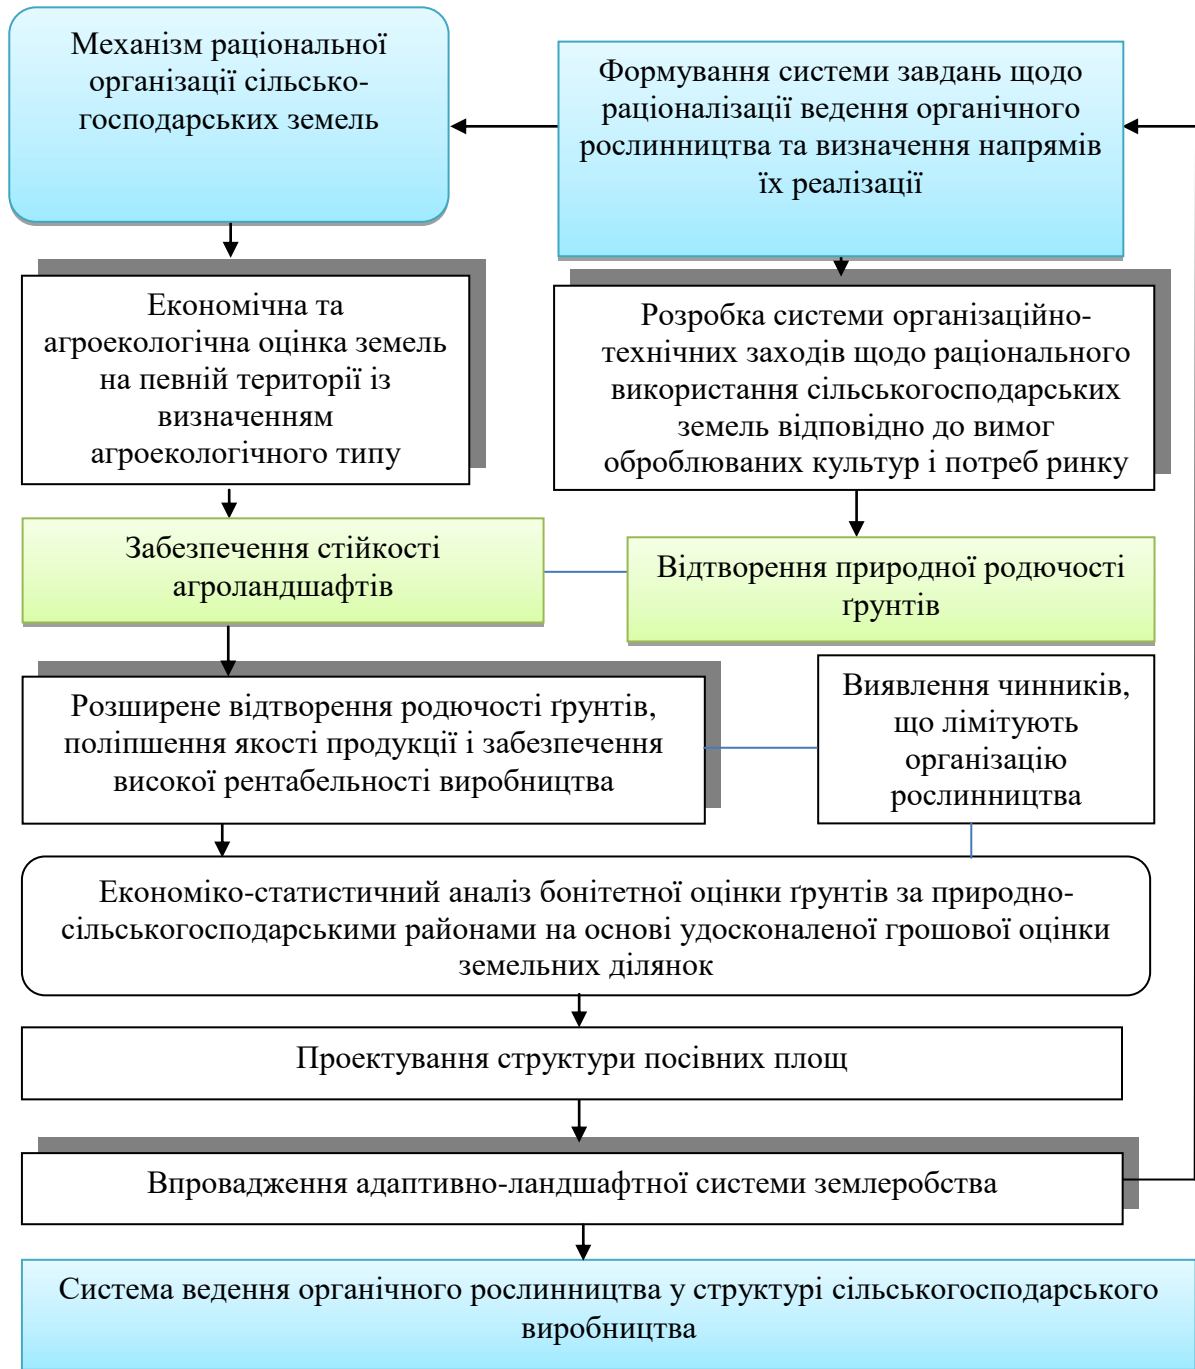 Механізм раціональної
організації сільсько-
господарських земель
Формування системи завдань щодо
раціоналізації ведення органічного
рослинництва та визначення напрямів
їх реалізації
Економічна та
агроекологічна оцінка земель
на певній території із
визначенням
агроекологічного типу
Розробка системи організаційно-
технічних заходів щодо раціонального
використання сільськогосподарських
земель відповідно до вимог
оброблюваних культур і потреб ринку
Забезпечення стійкості
агроландшафтів
Відтворення природної родючості
ґрунтів
Розширене відтворення родючості ґрунтів,
поліпшення якості продукції і забезпечення
високої рентабельності виробництва
Виявлення чинників,
що лімітують
організацію
рослинництва
Економіко-статистичний аналіз бонітетної оцінки ґрунтів за природно-
сільськогосподарськими районами на основі удосконаленої грошової оцінки
земельних ділянок
Проектування структури посівних площ
Впровадження адаптивно-ландшафтної системи землеробства
Система ведення органічного рослинництва у структурі сільськогосподарського
виробництва